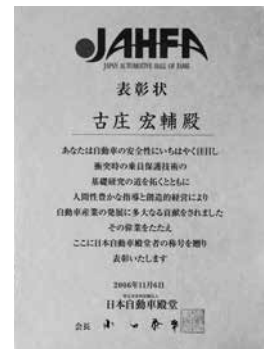 JAHFA
JAPAN AUTOMOTIVE HALL OF FAME
表彰状
古庄 宏輔殿
あなたは自動車の安全性にいちはやく注目し
衝突時の乗員保護技術の
基礎研究の道を拓くとともに
人間性豊かな指導と創造的経営により
自動車産業の発展に多大なる貢献をされました
その偉業をたたえ
ここに日本自動車殿堂者の称号を贈り
表彰いたします
2006年11月6日
日本自動車殿堂
会長 小口泰平